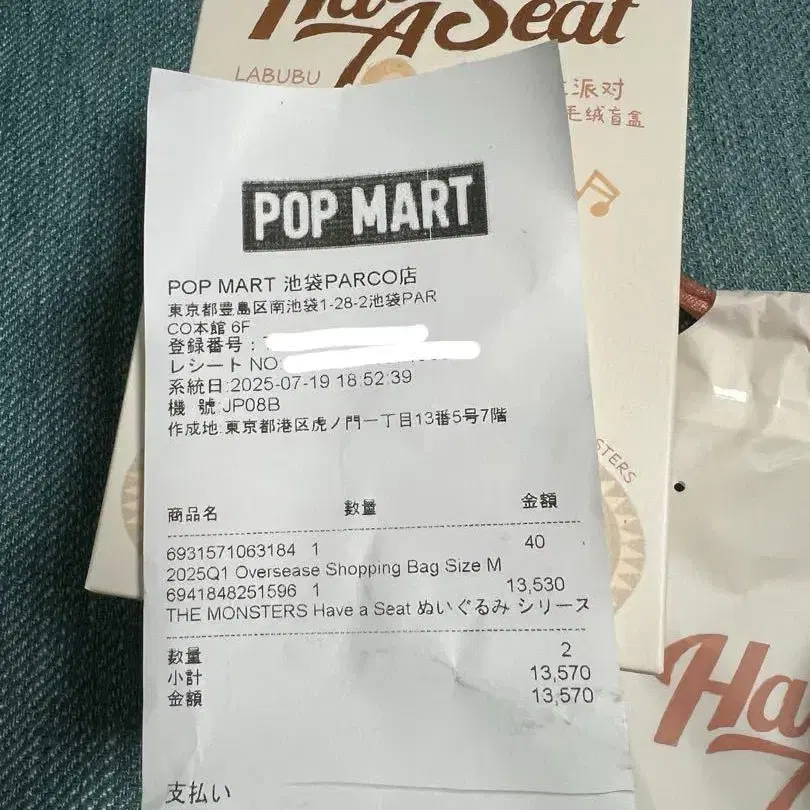 Have
A Seat
LABUBU
派对
毛绒盲盒
POP MART
POP MART 池袋PARCO店
東京都豊島区南池袋1-28-2池袋PAR
CO本館 6F
登録番号:
レシート NO:
系統日:2025-07-19 18:52:39
機 號:JP08B
作成地:東京都港区虎ノ門一丁目13番5号7階
商品名 数量 金額
6931571063184 1 40
2025Q1 Oversease Shopping Bag Size M
6941848251596 1 13,530
THE MONSTERS Have a Seat ぬいぐるみ シリーズ
数量 2
小計 13,570
金額 13,570
支払い
STERS
Ha